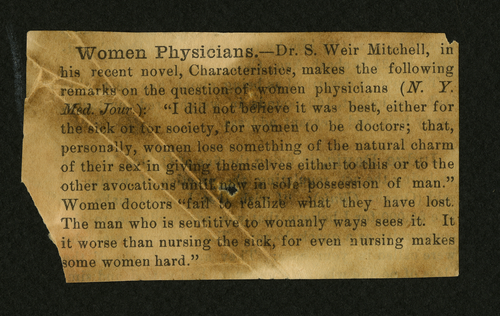 Women Physicians.—Dr. S. Weir Mitchell, in
his recent novel, Characteristics, makes the following
remarks on the question of women physicians (N. Y.
Med. Jour.): "I did not believe it was best, either for
the sick or for society, for women to be doctors; that,
personally, women lose something of the natural charm
of their sex in giving themselves either to this or to the
other avocations until now in sole possession of man."
Women doctors "fail to realize what they have lost.
The man who is sentitive to womanly ways sees it. It
it worse than nursing the sick, for even nursing makes
some women hard."